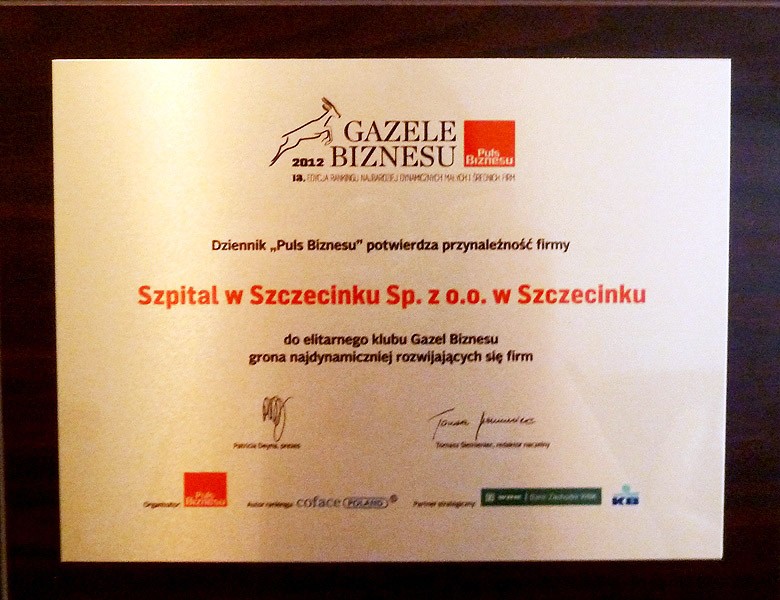 GAZELE
2012 BIZNESU
Puls
Biznesu
13. EDYCJA RANKINGU NAJBARDZIEJ DYNAMICZNYCH MAŁYCH I ŚREDNICH FIRM
Dziennik „Puls Biznesu” potwierdza przynależność firmy
Szpital w Szczecinku Sp. z o.o. w Szczecinku
do elitarnego klubu Gazel Biznesu
grona najdynamiczniej rozwijających się firm
Patricia Deyna, prezes
Tomasz Siemieniec, redaktor naczelny
Organizator:
Puls
Biznesu
Autor rankingu: coface POLAND
Partner strategiczny:
Bank Zachodni WBK
KB